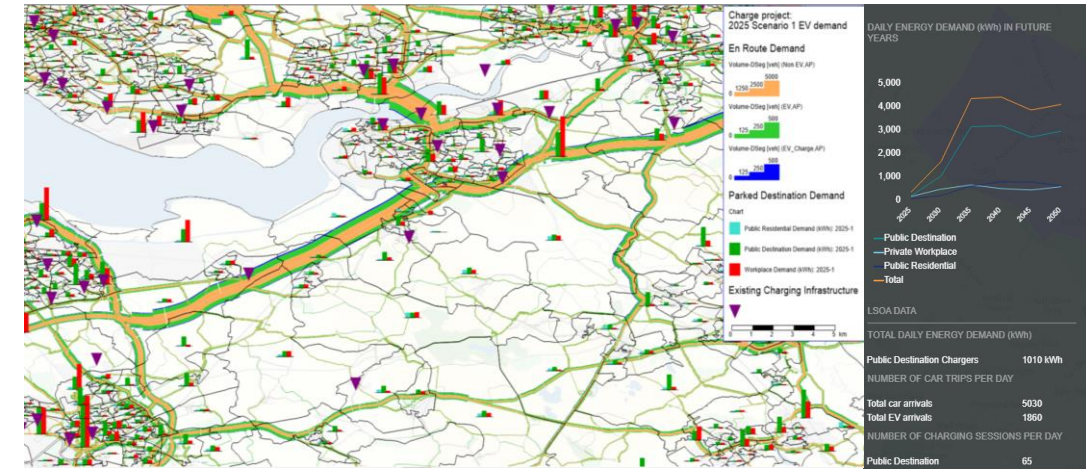 Charge project:
2025 Scenario 1 EV demand
En Route Demand
Volume-DSeg [veh] (Non EV,AP)
1250 2500 5000
0
Volume-DSeg [veh] (EV,AP)
125 250 500
0
Volume-DSeg [veh] (EV_Charge,AP)
125 250 500
0
Parked Destination Demand
Chart
Public Residential Demand (kWh): 2025-1
Public Destination Demand (kWh): 2025-1
Workplace Demand (kWh): 2025-1
Existing Charging Infrastructure
0 1 2 3 4 5 km
DAILY ENERGY DEMAND (kWh) IN FUTURE
YEARS
5,000
4,000
3,000
2,000
1,000
0
2025 2030 2035 2040 2045 2050
Public Destination
Private Workplace
Public Residential
Total
LSOA DATA
TOTAL DAILY ENERGY DEMAND (kWh)
Public Destination Chargers 1010 kWh
NUMBER OF CAR TRIPS PER DAY
Total car arrivals 5030
Total EV arrivals 1860
NUMBER OF CHARGING SESSIONS PER DAY
Public Destination 65